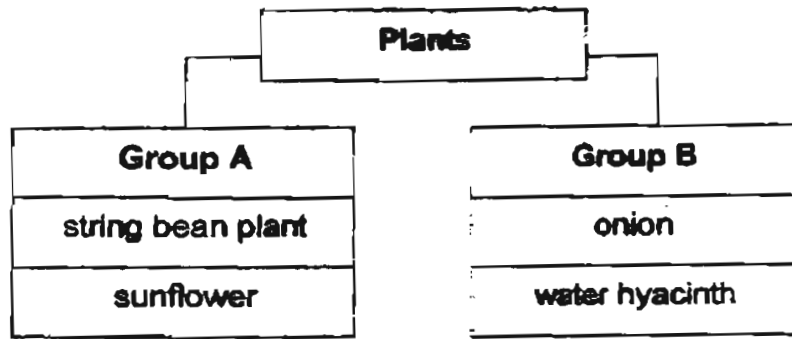 Plants
Group A
string bean plant
sunflower
Group B
onion
water hyacinth